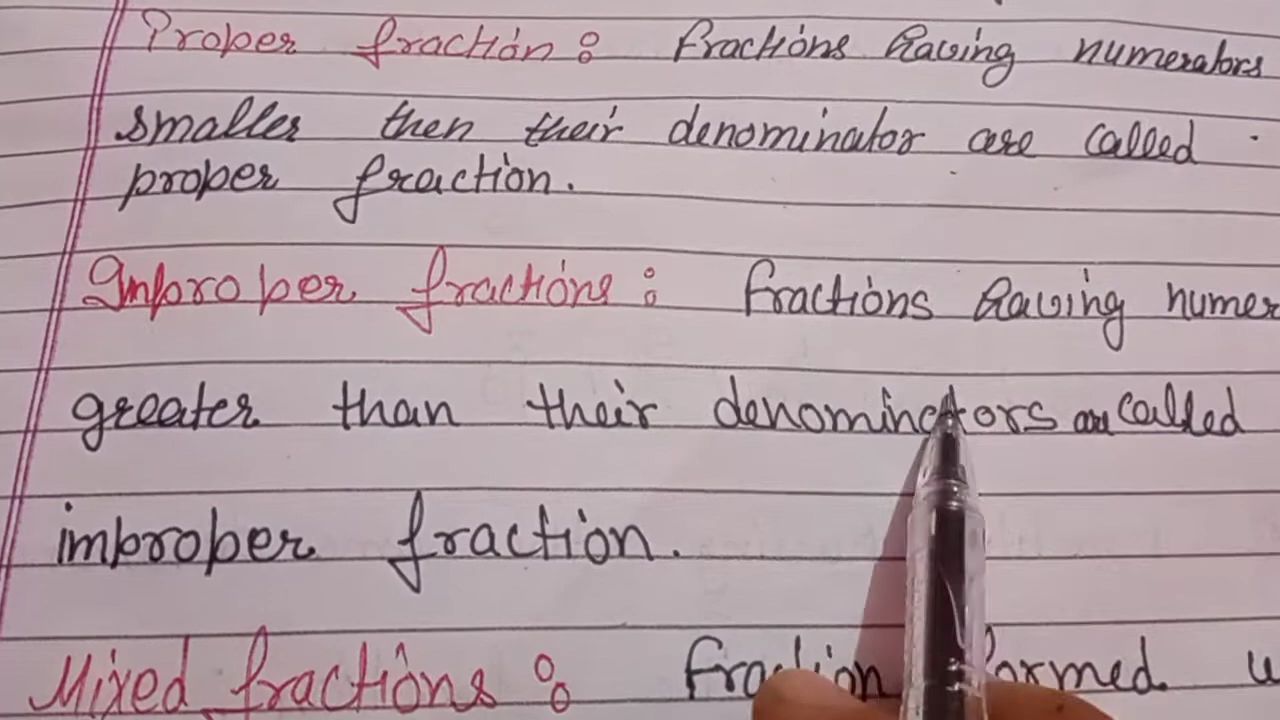 Proper fraction: fractions having numerators
smaller then their denominator are called
proper fraction.
Improper fractions: fractions having numer
greater than their denominators are called
improper fraction.
Mixed fractions: fraction formed